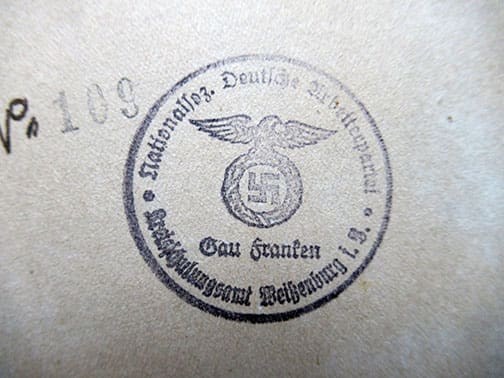 No 109
Nationalsoz. Deutsche Arbeiterpartei
Gau Franken
Kreisschulungsamt Weißenburg i. B.